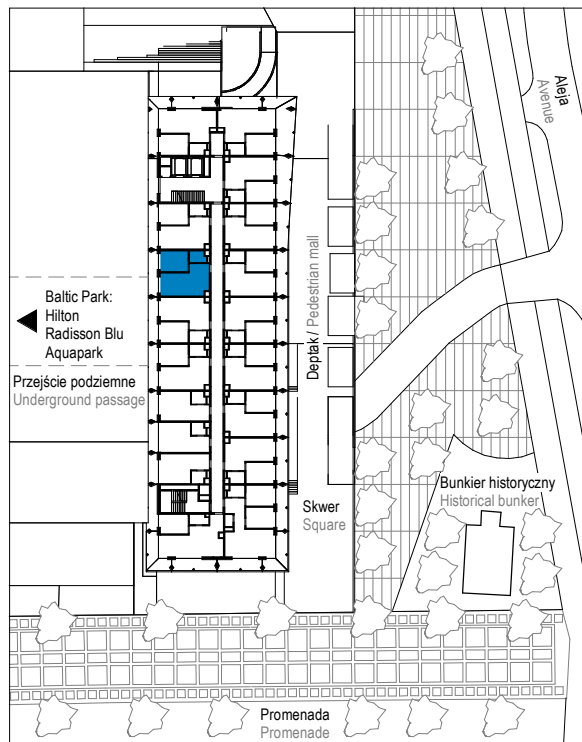 Aleja
Avenue
Baltic Park:
Hilton
Radisson Blu
Aquapark
Przejście podziemne
Underground passage
Deptak / Pedestrian mall
Skwer
Square
Bunkier historyczny
Historical bunker
Promenada
Promenade